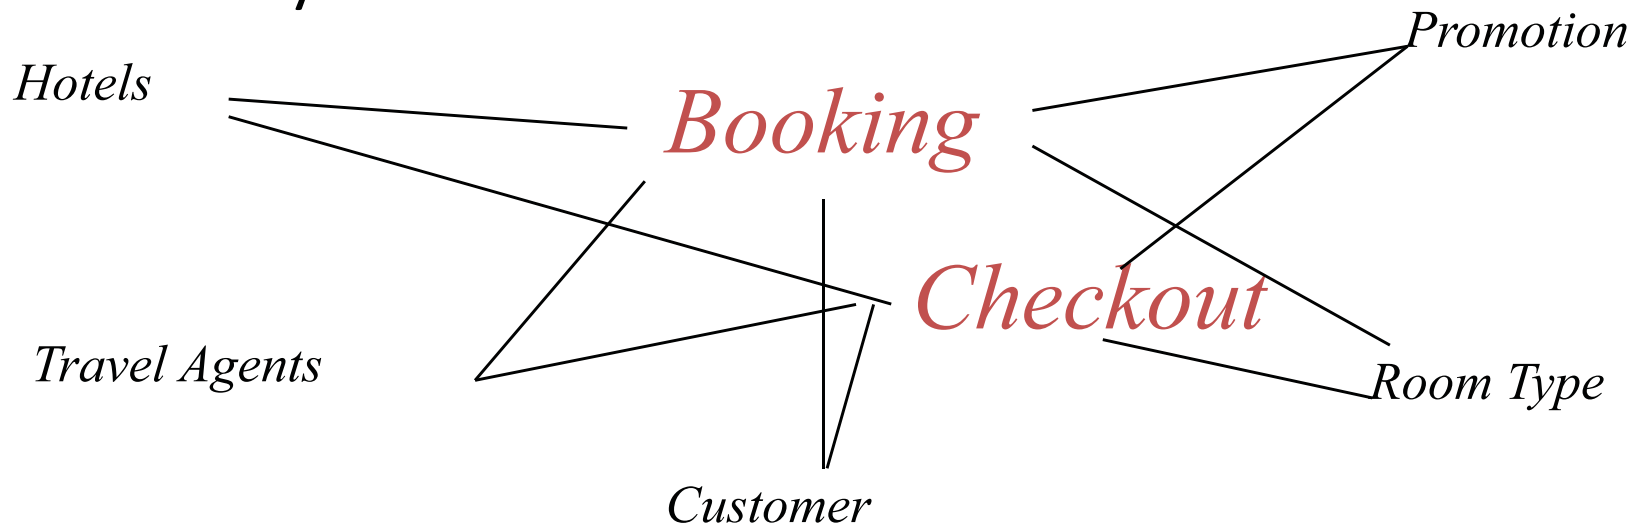 Promotion
Hotels
Booking
Checkout
Travel Agents
Room Type
Customer